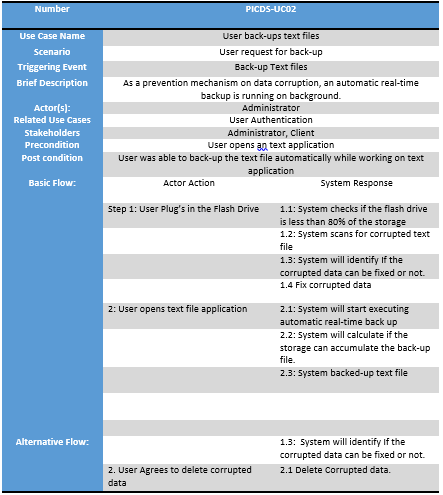 Number PICDS-UC02
Use Case Name User back-ups text files
Scenario User request for back-up
Triggering Event Back-up Text files
Brief Description As a prevention mechanism on data corruption, an automatic real-time
backup is running on background.
Actor(s): Administrator
Related Use Cases User Authentication
Stakeholders Administrator, Client
Precondition User opens an text application
Post condition User was able to back-up the text file automatically while working on text
application
Basic Flow: Actor Action System Response
Step 1: User Plug's in the Flash Drive 1.1: System checks if the flash drive
is less than 80% of the storage
1.2: System scans for corrupted text
file
1.3: System will identify If the
corrupted data can be fixed or not.
1.4 Fix corrupted data
2: User opens text file application 2.1: System will start executing
automatic real-time back up
2.2: System will calculate if the
storage can accumulate the back-up
file.
2.3: System backed-up text file
Alternative Flow: 1.3: System will identify If the
corrupted data can be fixed or not.
2. User Agrees to delete corrupted 2.1 Delete Corrupted data.
data